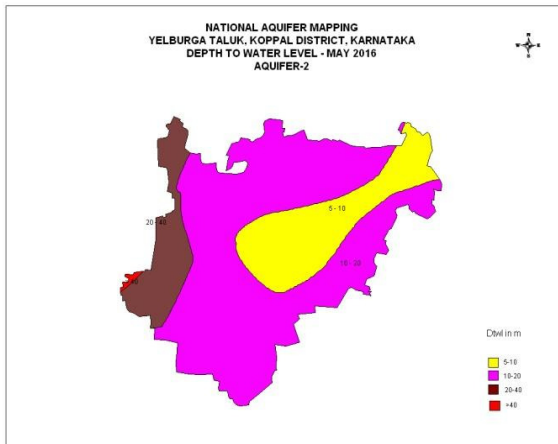 NATIONAL AQUIFER MAPPING
YELBURGA TALUK, KOPPAL DISTRICT, KARNATAKA
DEPTH TO WATER LEVEL - MAY 2016
AQUIFER-2
5 - 10
20 - 40
10 - 20
Dtwl in m
5-10
10-20
20-40